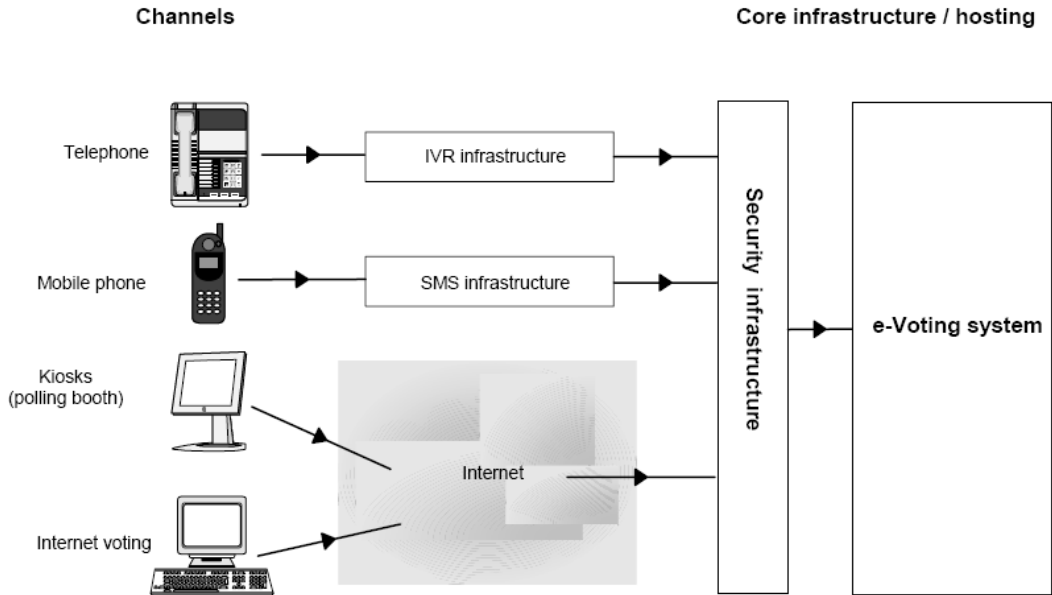 Channels
Core infrastructure / hosting
Telephone
IVR infrastructure
Mobile phone
SMS infrastructure
Kiosks
(polling booth)
Internet
Internet voting
Security infrastructure
e-Voting system